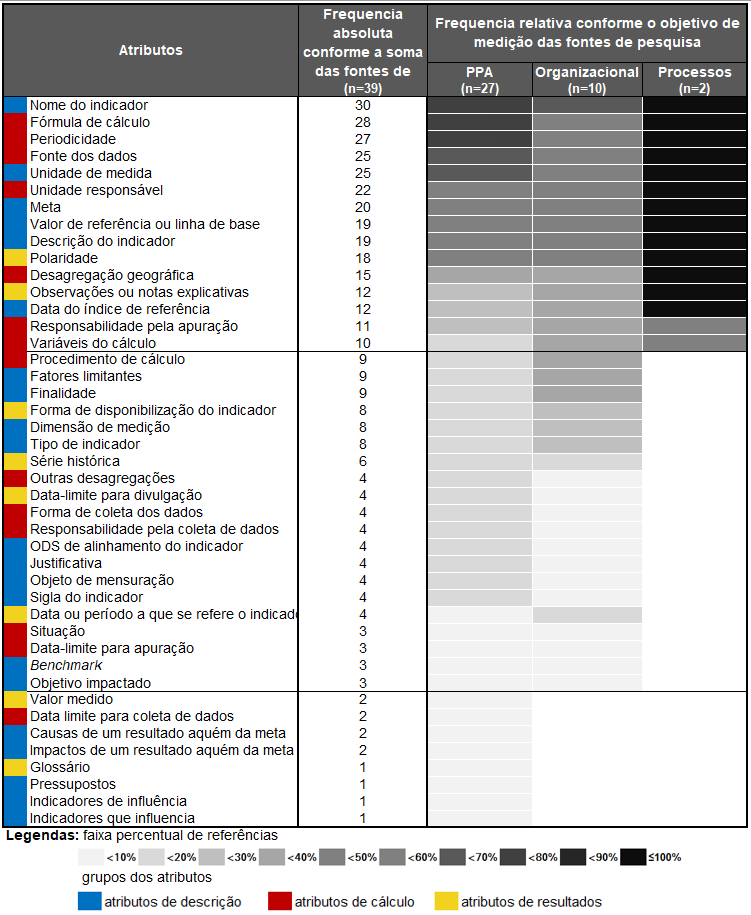 Atributos
Frequencia
absoluta
conforme a soma
das fontes de
(n=39)
Frequencia relativa conforme o objetivo de
medição das fontes de pesquisa
PPA
(n=27)
Organizacional
(n=10)
Processos
(n=2)
Nome do indicador 30
Fórmula de cálculo 28
Periodicidade 27
Fonte dos dados 25
Unidade de medida 25
Unidade responsável 22
Meta 20
Valor de referência ou linha de base 19
Descrição do indicador 19
Polaridade 18
Desagregação geográfica 15
Observações ou notas explicativas 12
Data do índice de referência 12
Responsabilidade pela apuração 11
Variáveis do cálculo 10
Procedimento de cálculo 9
Fatores limitantes 9
Finalidade 9
Forma de disponibilização do indicador 8
Dimensão de medição 8
Tipo de indicador 8
Série histórica 6
Outras desagregações 4
Data-limite para divulgação 4
Forma de coleta dos dados 4
Responsabilidade pela coleta de dados 4
ODS de alinhamento do indicador 4
Justificativa 4
Objeto de mensuração 4
Sigla do indicador 4
Data ou período a que se refere o indicado 4
Situação 3
Data-limite para apuração 3
Benchmark 3
Objetivo impactado 3
Valor medido 2
Data limite para coleta de dados 2
Causas de um resultado aquém da meta 2
Impactos de um resultado aquém da meta 2
Glossário 1
Pressupostos 1
Indicadores de influência 1
Indicadores que influencia 1
Legendas: faixa percentual de referências
<10% <20% <30% <40% <50% <60% <70% <80% <90% ≤100%
grupos dos atributos
atributos de descrição atributos de cálculo atributos de resultados